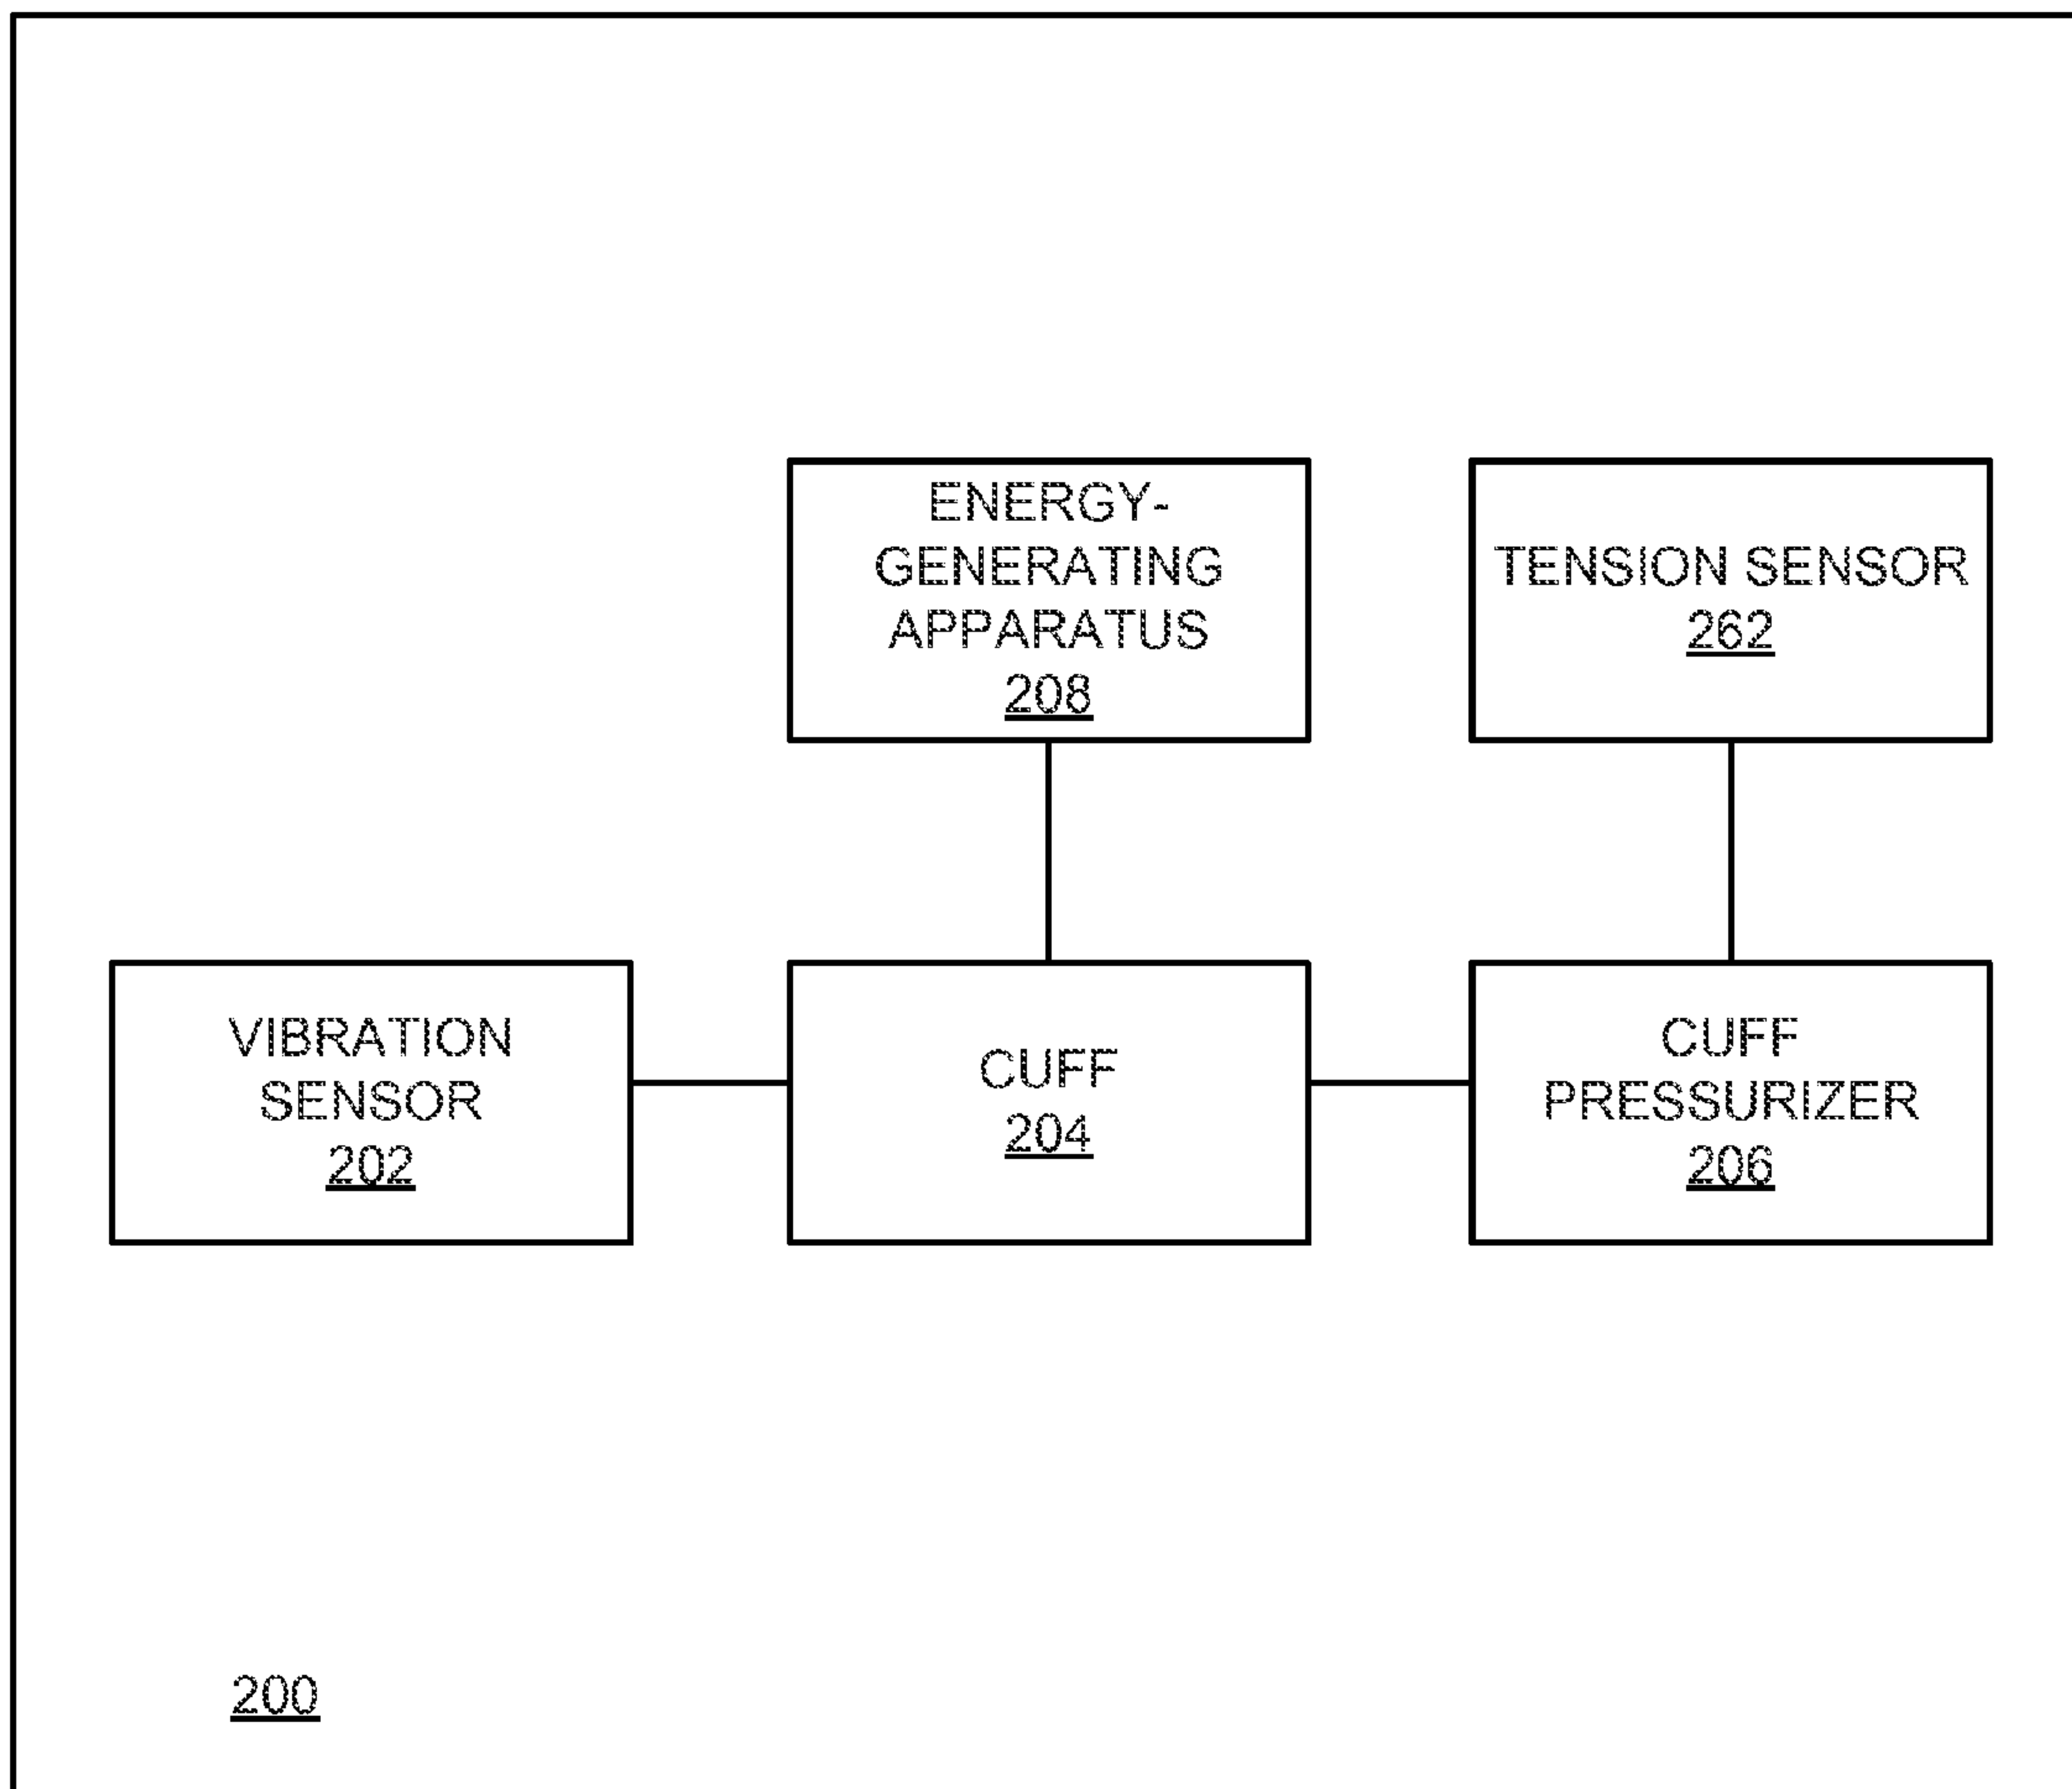 ENERGY-
GENERATING
APPARATUS
208
TENSION SENSOR
262
VIBRATION
SENSOR
202
CUFF
204
CUFF
PRESSURIZER
206
200